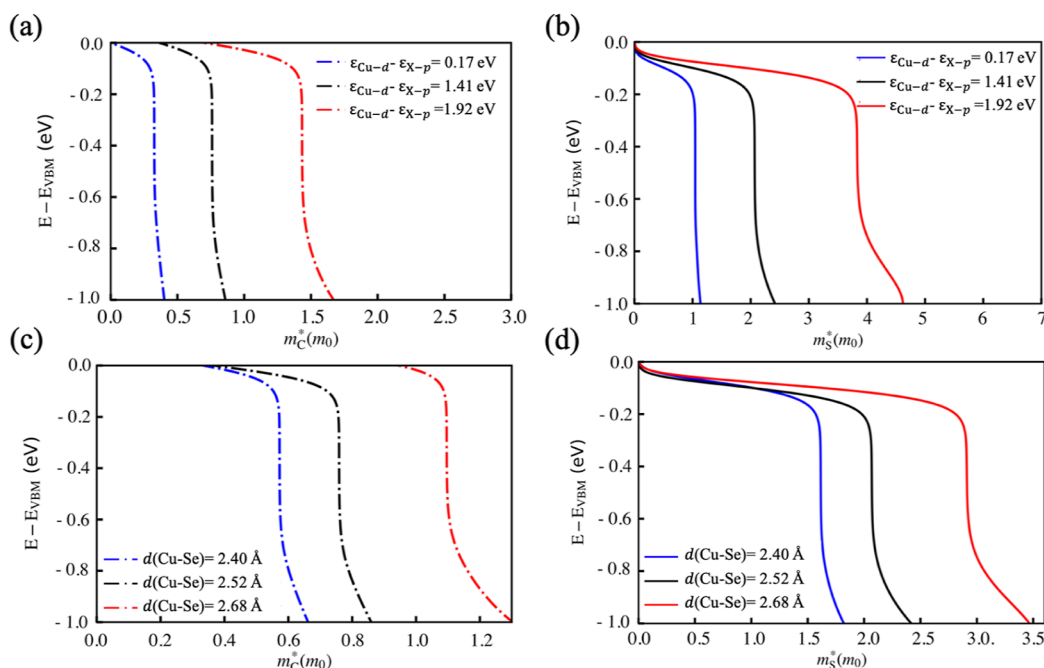 (a)
0.0
- 0.2
- 0.4
- 0.6
- 0.8
- 1.0
E − E_VBM (eV)
ε_Cu−d - ε_X−p = 0.17 eV
ε_Cu−d - ε_X−p = 1.41 eV
ε_Cu−d - ε_X−p =1.92 eV
0.0 0.5 1.0 1.5 2.0 2.5 3.0
m*_C(m_0)
(b)
0.0
- 0.2
- 0.4
- 0.6
- 0.8
- 1.0
E − E_VBM (eV)
ε_Cu−d - ε_X−p = 0.17 eV
ε_Cu−d - ε_X−p = 1.41 eV
ε_Cu−d - ε_X−p =1.92 eV
0 1 2 3 4 5 6 7
m*_S(m_0)
(c)
0.0
- 0.2
- 0.4
- 0.6
- 0.8
- 1.0
E − E_VBM (eV)
d(Cu-Se)= 2.40 Å
d(Cu-Se)= 2.52 Å
d(Cu-Se)= 2.68 Å
0.0 0.2 0.4 0.6 0.8 1.0 1.2
m*_C(m_0)
(d)
0.0
- 0.2
- 0.4
- 0.6
- 0.8
- 1.0
E − E_VBM (eV)
d(Cu-Se)= 2.40 Å
d(Cu-Se)= 2.52 Å
d(Cu-Se)= 2.68 Å
0.0 0.5 1.0 1.5 2.0 2.5 3.0. 3.5
m*_S(m_0)